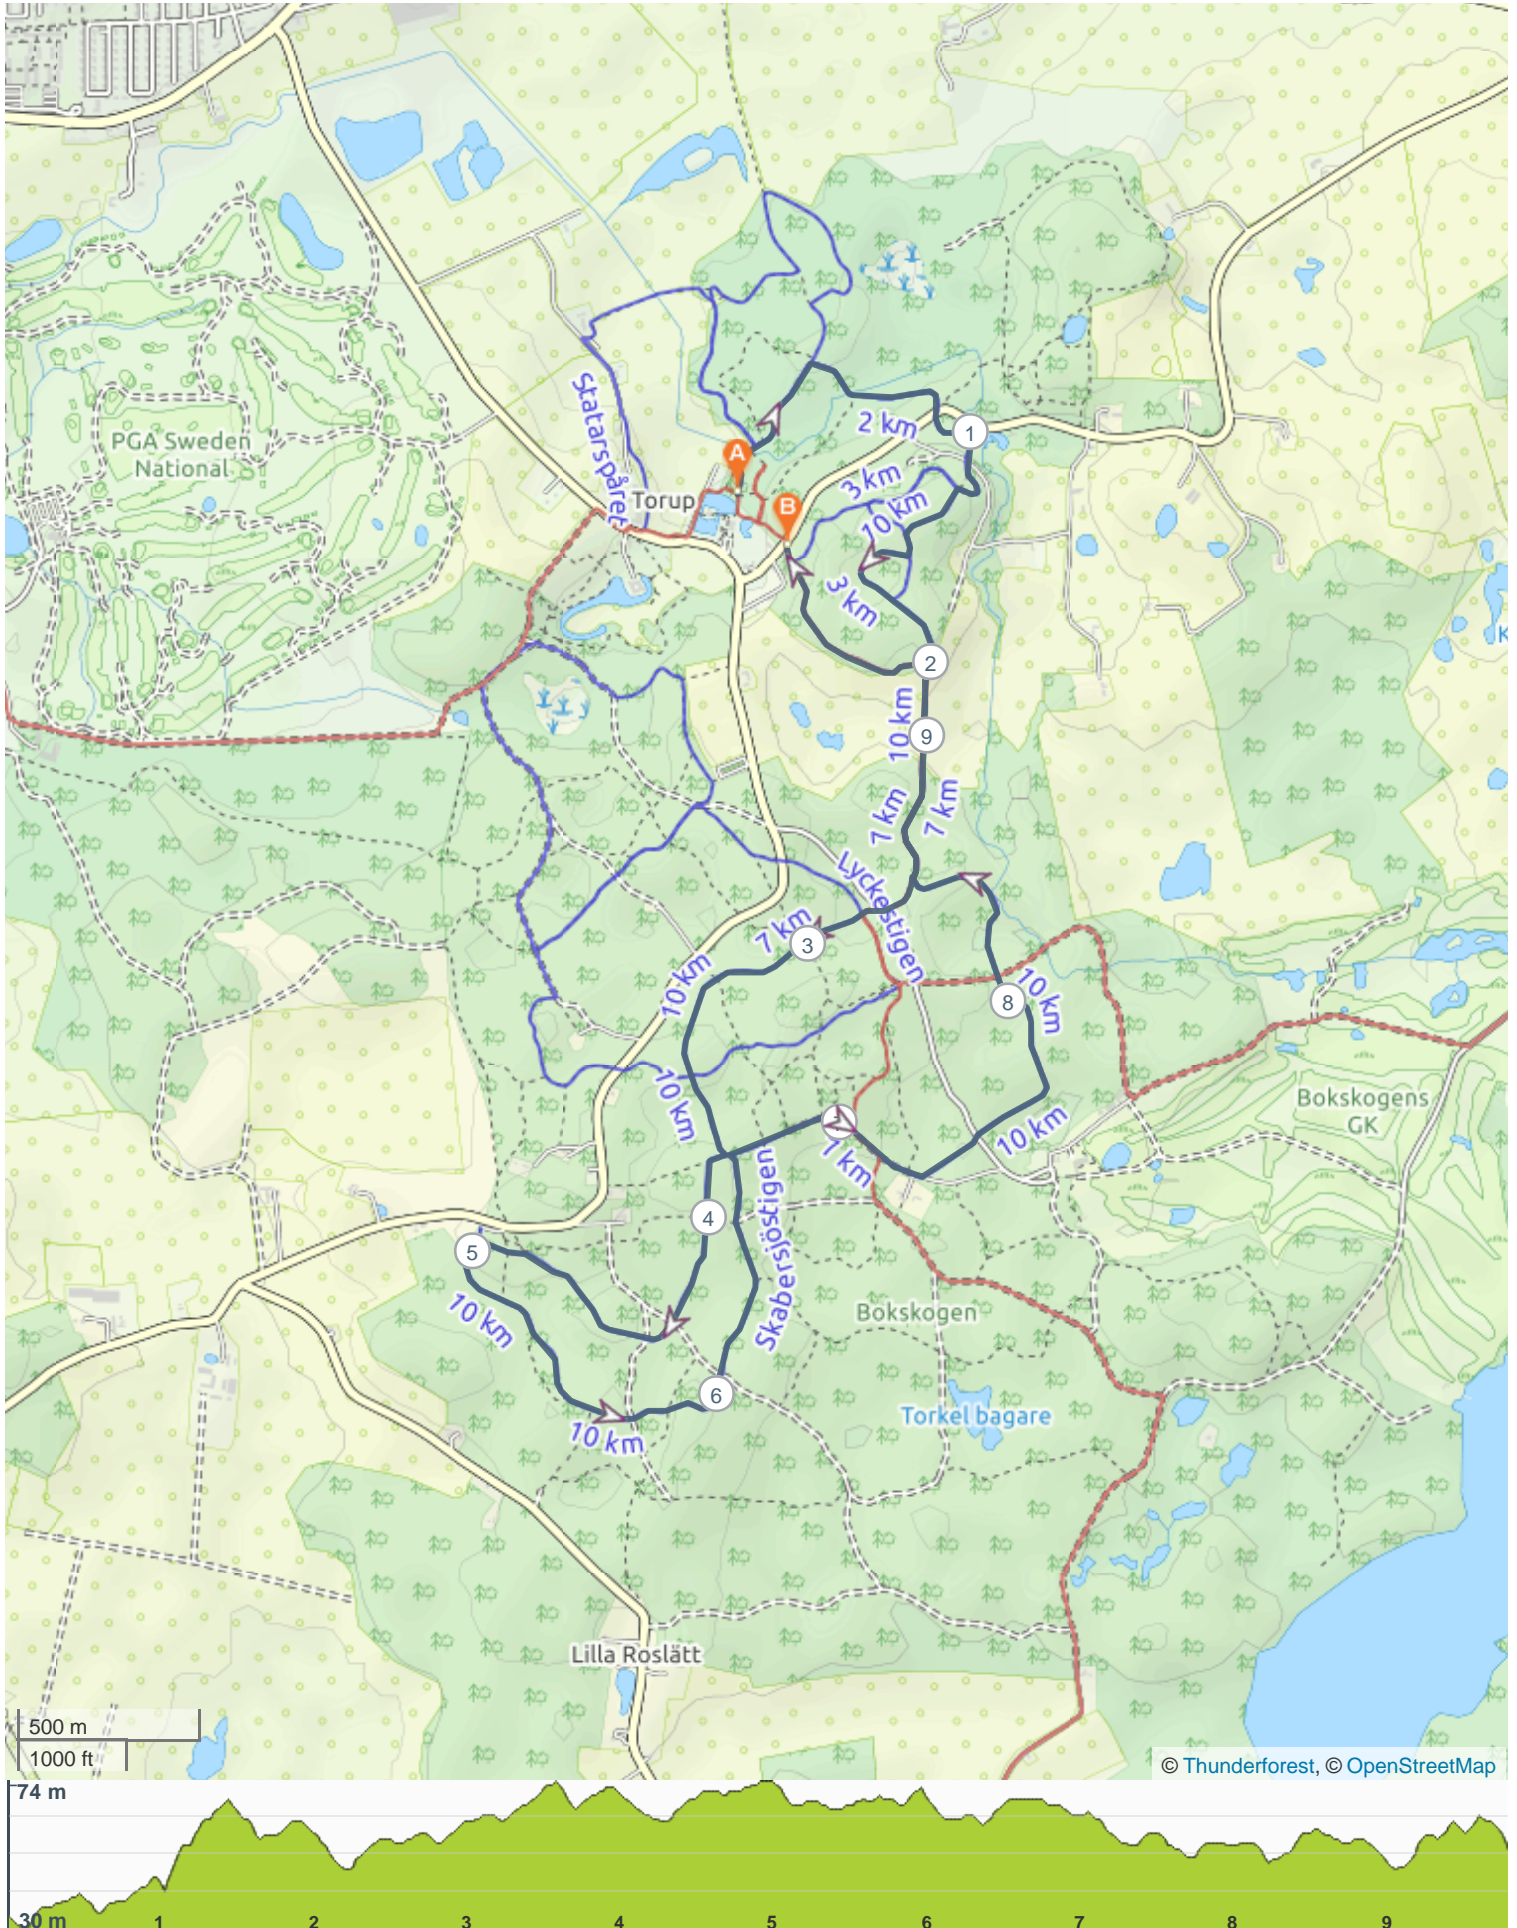 PGA Sweden
National
Statarspåret
2 km
1
3 km
10 km
A
Torup
B
3 km
2
K
10 km
9
7 km
7 km
Lyckestigen
7 km
3
10 km
10 km
8
10 km
Bokskogens
GK
10 km
7 km
Skabersjöstigen
4
5
10 km
Bokskogen
6
Torkel bagare
10 km
Lilla Roslätt
500 m
1000 ft
© Thunderforest, © OpenStreetMap
74 m
30 m 1 2 3 4 5 6 7 8 9